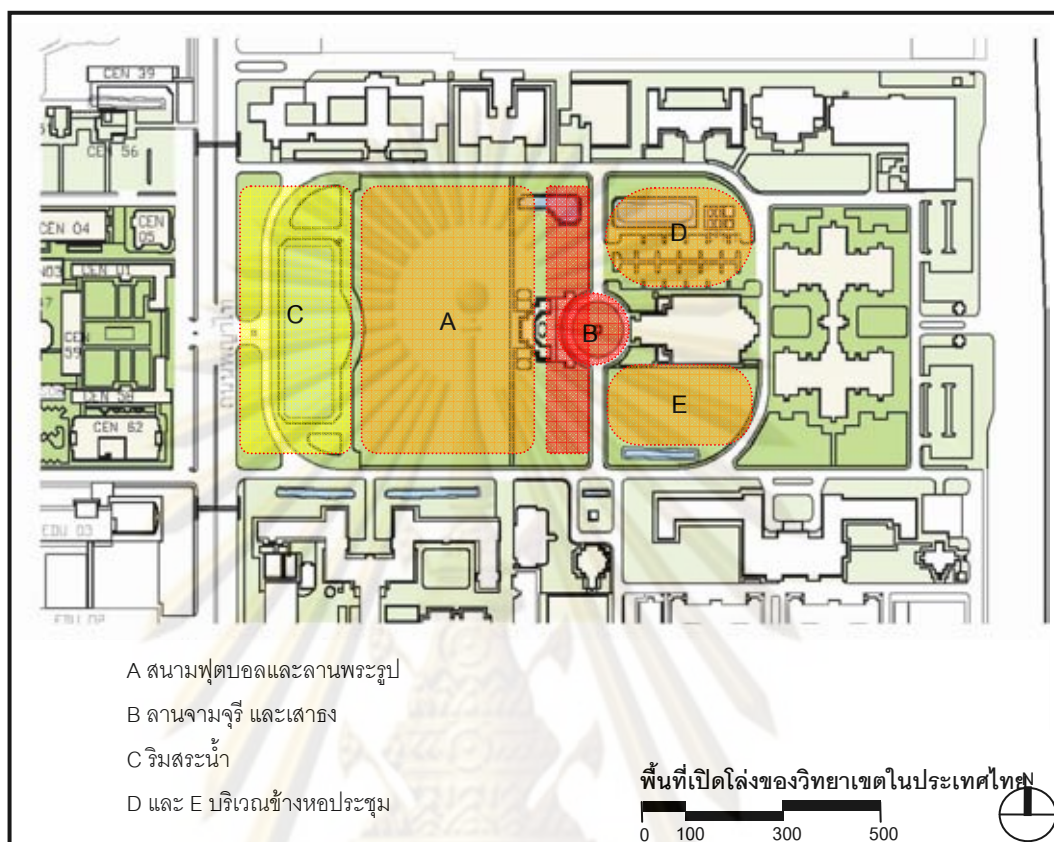 CEN 39
CEN 56
CEN 04
CEN 05
CEN 01
CEN 59
CEN 58
CEN 62
EDU 03
C
A
B
D
E
A สนามฟุตบอลและลานพระรูป
B ลานจามจุรี และเสาธง
C ริมสระน้ำ
D และ E บริเวณข้างหอประชุม
พื้นที่เปิดโล่งของวิทยาเขตในประเทศไทย
N
0 100 300 500